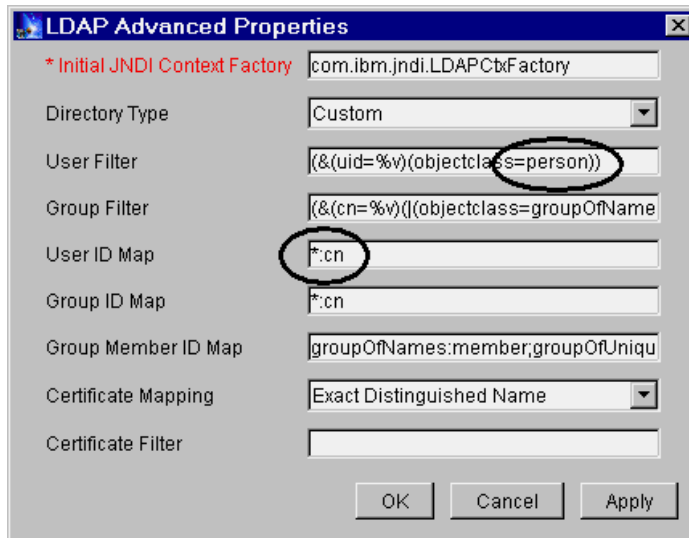 LDAP Advanced Properties
* Initial JNDI Context Factory com.ibm.jndi.LDAPCtxFactory
Directory Type Custom
User Filter (&(uid=%v)(objectclass=person))
Group Filter (&(cn=%v)(|(objectclass=groupOfName
User ID Map *:cn
Group ID Map *:cn
Group Member ID Map groupOfNames:member;groupOfUniqu
Certificate Mapping Exact Distinguished Name
Certificate Filter
OK Cancel Apply